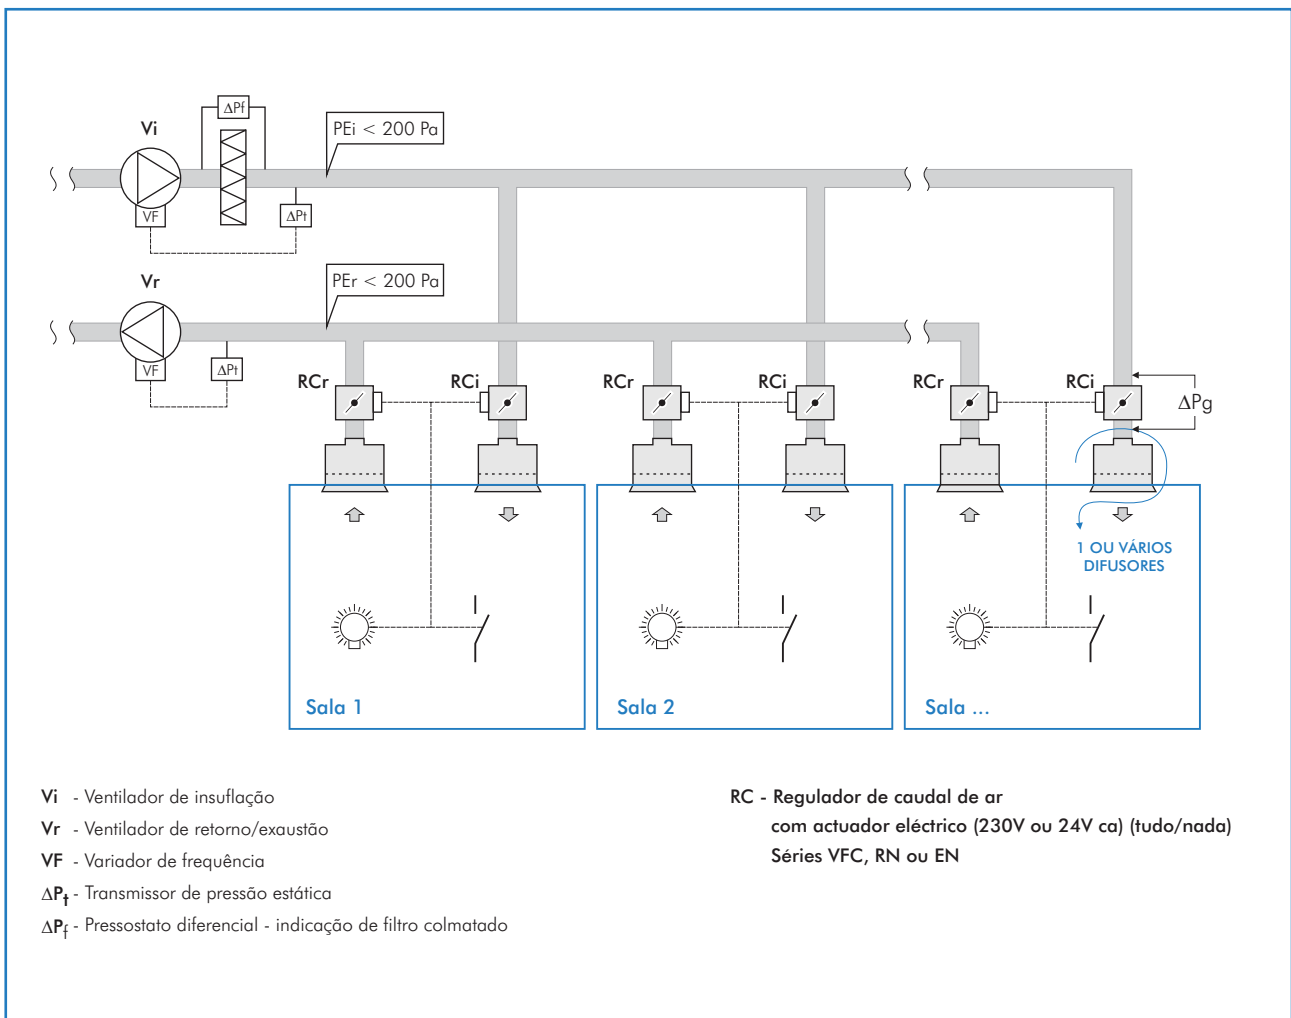 ΔPf
Vi
PEi < 200 Pa
VF
ΔPt
Vr
PEr < 200 Pa
VF
ΔPt
RCr
RCi
RCr
RCi
RCr
RCi
ΔPg
1 OU VÁRIOS
DIFUSORES
Sala 1
Sala 2
Sala ...
Vi - Ventilador de insuflação
Vr - Ventilador de retorno/exaustão
VF - Variador de frequência
ΔPt - Transmissor de pressão estática
ΔPf - Pressostato diferencial - indicação de filtro colmatado
RC - Regulador de caudal de ar
com actuador eléctrico (230V ou 24V ca) (tudo/nada)
Séries VFC, RN ou EN